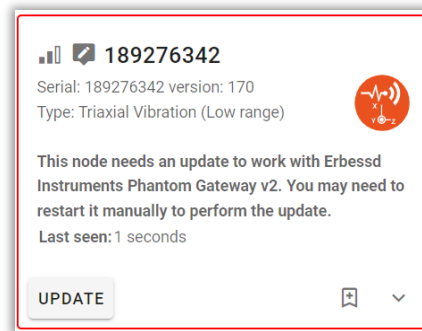 189276342
Serial: 189276342 version: 170
Type: Triaxial Vibration (Low range)
X
Y Z
This node needs an update to work with Erbessd
Instruments Phantom Gateway v2. You may need to
restart it manually to perform the update.
Last seen: 1 seconds
UPDATE